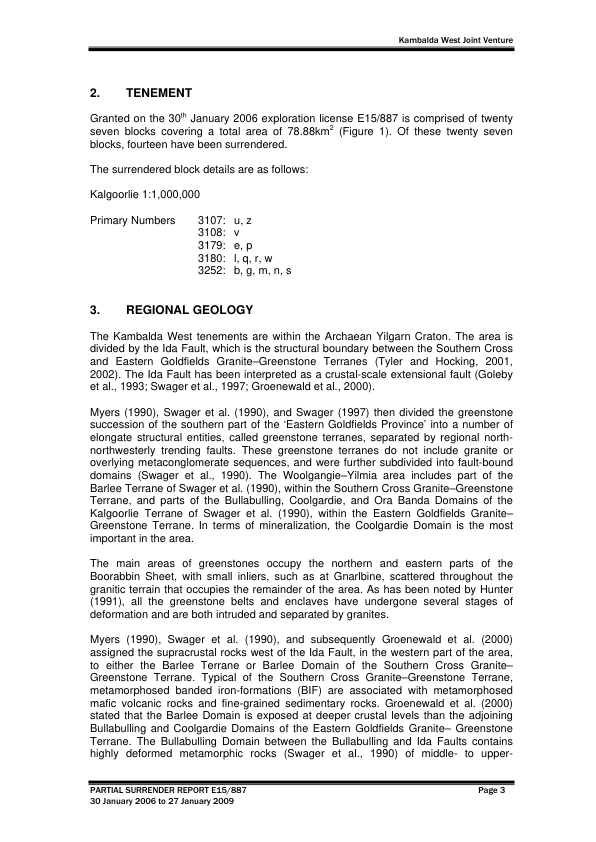 Kambalda West Joint Venture
2. TENEMENT
Granted on the 30th January 2006 exploration license E15/887 is comprised of twenty
seven blocks covering a total area of 78.88km2 (Figure 1). Of these twenty seven
blocks, fourteen have been surrendered.
The surrendered block details are as follows:
Kalgoorlie 1:1,000,000
Primary Numbers 3107: u, z
3108: v
3179: e, p
3180: l, q, r, w
3252: b, g, m, n, s
3. REGIONAL GEOLOGY
The Kambalda West tenements are within the Archaean Yilgarn Craton. The area is
divided by the Ida Fault, which is the structural boundary between the Southern Cross
and Eastern Goldfields Granite–Greenstone Terranes (Tyler and Hocking, 2001,
2002). The Ida Fault has been interpreted as a crustal-scale extensional fault (Goleby
et al., 1993; Swager et al., 1997; Groenewald et al., 2000).
Myers (1990), Swager et al. (1990), and Swager (1997) then divided the greenstone
succession of the southern part of the ‘Eastern Goldfields Province’ into a number of
elongate structural entities, called greenstone terranes, separated by regional north-
northwesterly trending faults. These greenstone terranes do not include granite or
overlying metaconglomerate sequences, and were further subdivided into fault-bound
domains (Swager et al., 1990). The Woolgangie–Yilmia area includes part of the
Barlee Terrane of Swager et al. (1990), within the Southern Cross Granite–Greenstone
Terrane, and parts of the Bullabulling, Coolgardie, and Ora Banda Domains of the
Kalgoorlie Terrane of Swager et al. (1990), within the Eastern Goldfields Granite–
Greenstone Terrane. In terms of mineralization, the Coolgardie Domain is the most
important in the area.
The main areas of greenstones occupy the northern and eastern parts of the
Boorabbin Sheet, with small inliers, such as at Gnarlbine, scattered throughout the
granitic terrain that occupies the remainder of the area. As has been noted by Hunter
(1991), all the greenstone belts and enclaves have undergone several stages of
deformation and are both intruded and separated by granites.
Myers (1990), Swager et al. (1990), and subsequently Groenewald et al. (2000)
assigned the supracrustal rocks west of the Ida Fault, in the western part of the area,
to either the Barlee Terrane or Barlee Domain of the Southern Cross Granite–
Greenstone Terrane. Typical of the Southern Cross Granite–Greenstone Terrane,
metamorphosed banded iron-formations (BIF) are associated with metamorphosed
mafic volcanic rocks and fine-grained sedimentary rocks. Groenewald et al. (2000)
stated that the Barlee Domain is exposed at deeper crustal levels than the adjoining
Bullabulling and Coolgardie Domains of the Eastern Goldfields Granite– Greenstone
Terrane. The Bullabulling Domain between the Bullabulling and Ida Faults contains
highly deformed metamorphic rocks (Swager et al., 1990) of middle- to upper-
PARTIAL SURRENDER REPORT E15/887 Page 3
30 January 2006 to 27 January 2009